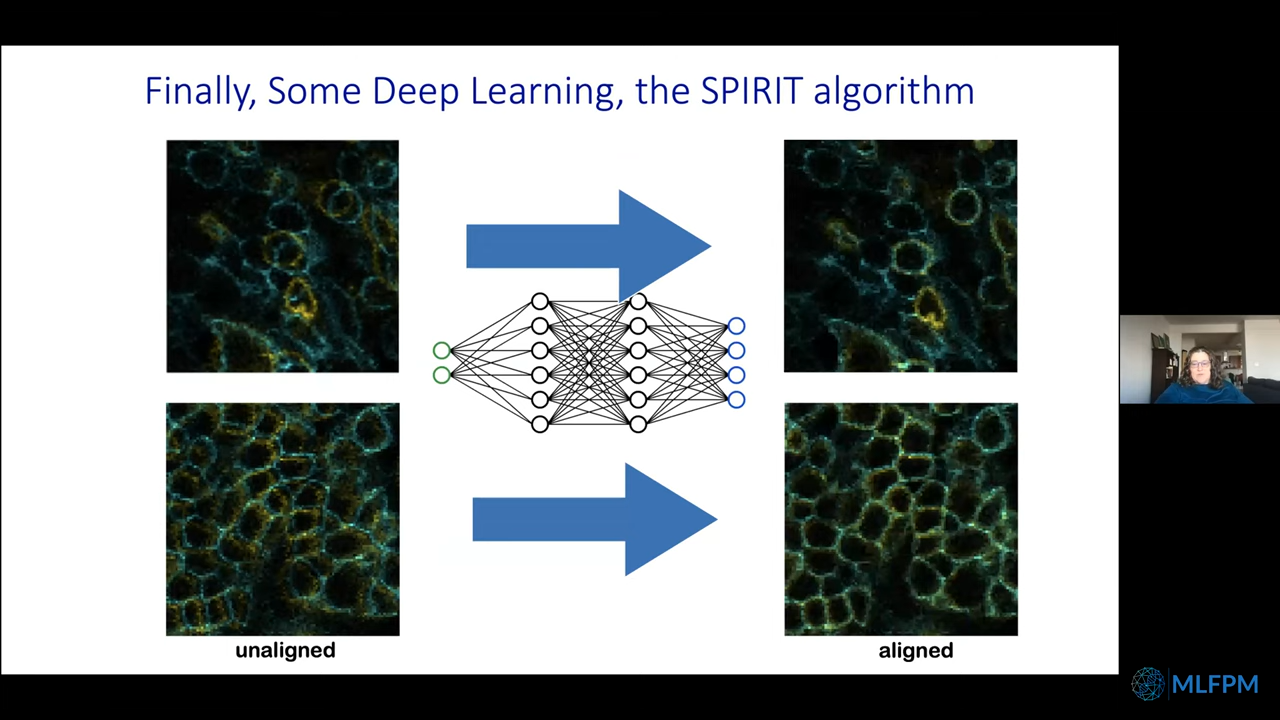 Finally, Some Deep Learning, the SPIRIT algorithm
unaligned
aligned
MLFPM